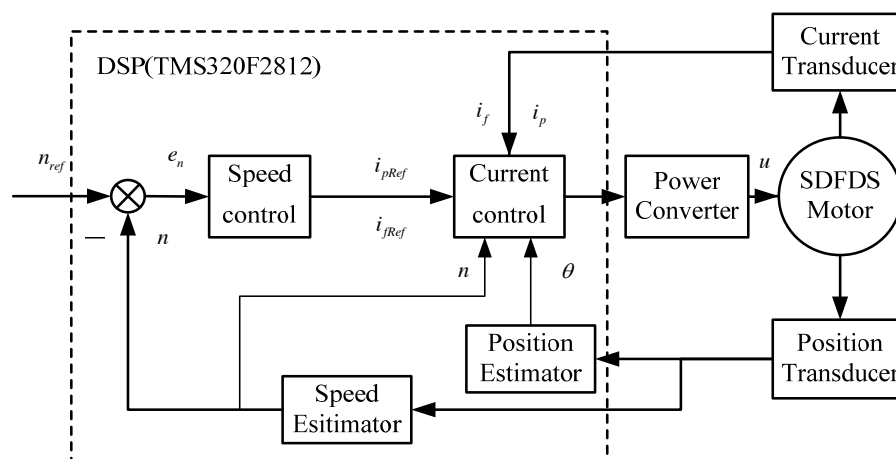 DSP(TMS320F2812)
Current
Transducer
i_f
i_p
n_ref
e_n
Speed
control
i_pRef
i_fRef
Current
control
Power
Converter
u
SDFDS
Motor
—
n
n
θ
Position
Estimator
Position
Transducer
Speed
Esitimator